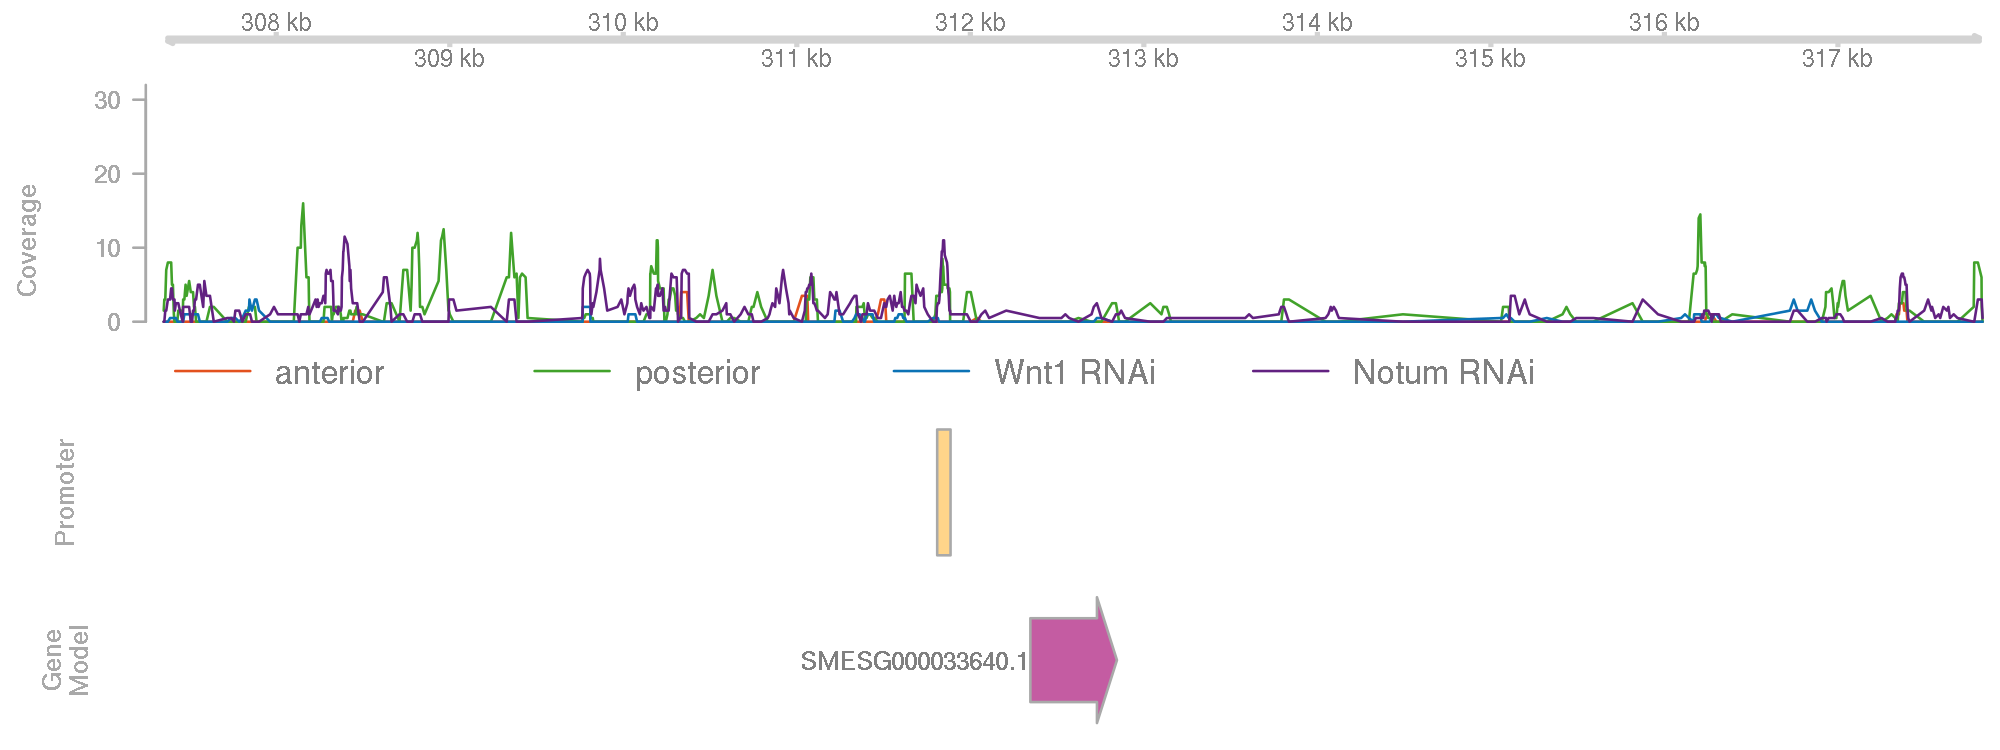 308 kb 310 kb 312 kb 314 kb 316 kb
309 kb 311 kb 313 kb 315 kb 317 kb
30
20
10
0
Coverage
anterior posterior Wnt1 RNAi Notum RNAi
Promoter
Gene
Model
SMESG000033640.1